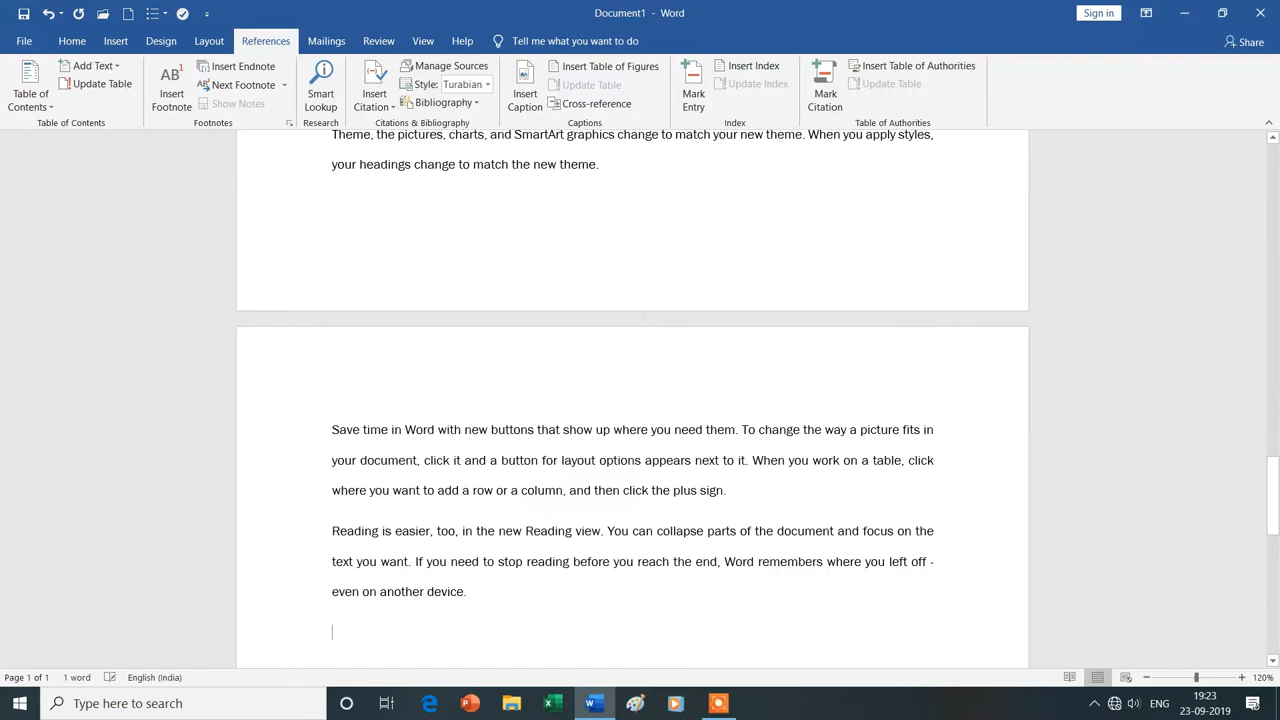 Document1 - Word
Sign in
File Home Insert Design Layout References Mailings Review View Help Tell me what you want to do Share
Table of Contents
Add Text
Update Table
Table of Contents
AB1
Insert Footnote
Insert Endnote
Next Footnote
Show Notes
Footnotes
Smart Lookup
Research
Insert Citation
Manage Sources
Style: Turabian
Bibliography
Citations & Bibliography
Insert Caption
Insert Table of Figures
Update Table
Cross-reference
Captions
Mark Entry
Insert Index
Update Index
Index
Mark Citation
Insert Table of Authorities
Update Table
Table of Authorities
Theme, the pictures, charts, and SmartArt graphics change to match your new theme. When you apply styles,
your headings change to match the new theme.
Save time in Word with new buttons that show up where you need them. To change the way a picture fits in
your document, click it and a button for layout options appears next to it. When you work on a table, click
where you want to add a row or a column, and then click the plus sign.
Reading is easier, too, in the new Reading view. You can collapse parts of the document and focus on the
text you want. If you need to stop reading before you reach the end, Word remembers where you left off -
even on another device.
Page 1 of 1 1 word English (India) 120%
Type here to search
ENG
19:23
23-09-2019